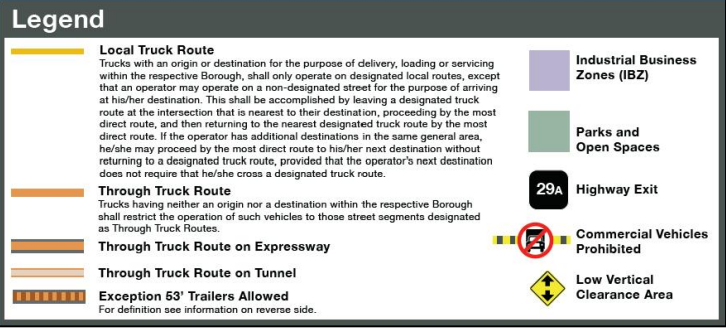 Legend
Local Truck Route
Trucks with an origin or destination for the purpose of delivery, loading or servicing
within the respective Borough, shall only operate on designated local routes, except
that an operator may operate on a non-designated street for the purpose of arriving
at his/her destination. This shall be accomplished by leaving a designated truck
route at the intersection that is nearest to their destination, proceeding by the most
direct route, and then returning to the nearest designated truck route by the most
direct route. If the operator has additional destinations in the same general area,
he/she may proceed by the most direct route to his/her next destination without
returning to a designated truck route, provided that the operator's next destination
does not require that he/she cross a designated truck route.
Through Truck Route
Trucks having neither an origin nor a destination within the respective Borough
shall restrict the operation of such vehicles to those street segments designated
as Through Truck Routes.
Through Truck Route on Expressway
Through Truck Route on Tunnel
Exception 53' Trailers Allowed
For definition see information on reverse side.
Industrial Business
Zones (IBZ)
Parks and
Open Spaces
29A Highway Exit
Commercial Vehicles
Prohibited
Low Vertical
Clearance Area